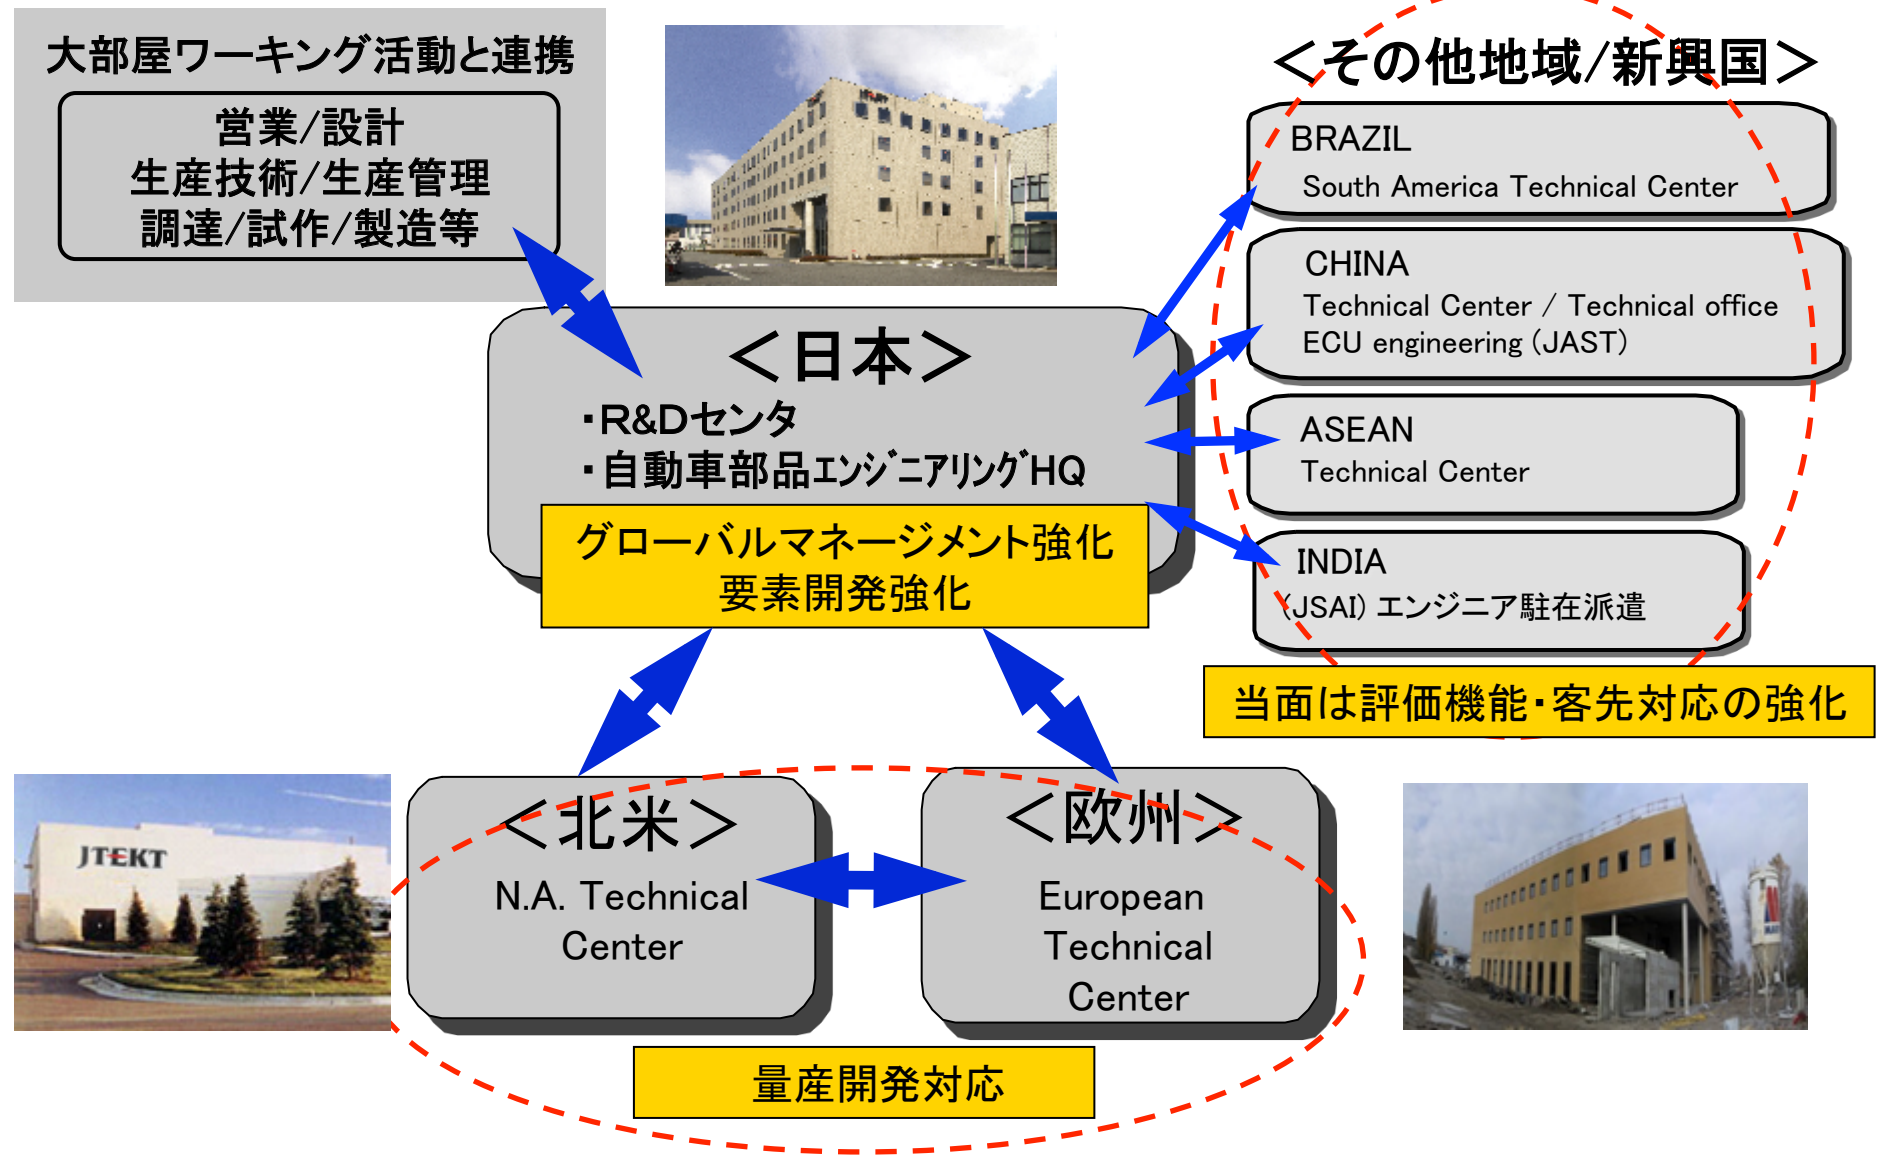 大部屋ワーキング活動と連携
営業/設計
生産技術/生産管理
調達/試作/製造等
＜日本＞
・R&Dセンタ
・自動車部品ｴﾝｼﾞﾆｱﾘﾝｸﾞHQ
グローバルマネージメント強化
要素開発強化
＜その他地域/新興国＞
BRAZIL
South America Technical Center
CHINA
Technical Center / Technical office
ECU engineering (JAST)
ASEAN
Technical Center
INDIA
(JSAI) エンジニア駐在派遣
当面は評価機能・客先対応の強化
JTEKT
＜北米＞
N.A. Technical
Center
＜欧州＞
European
Technical
Center
量産開発対応